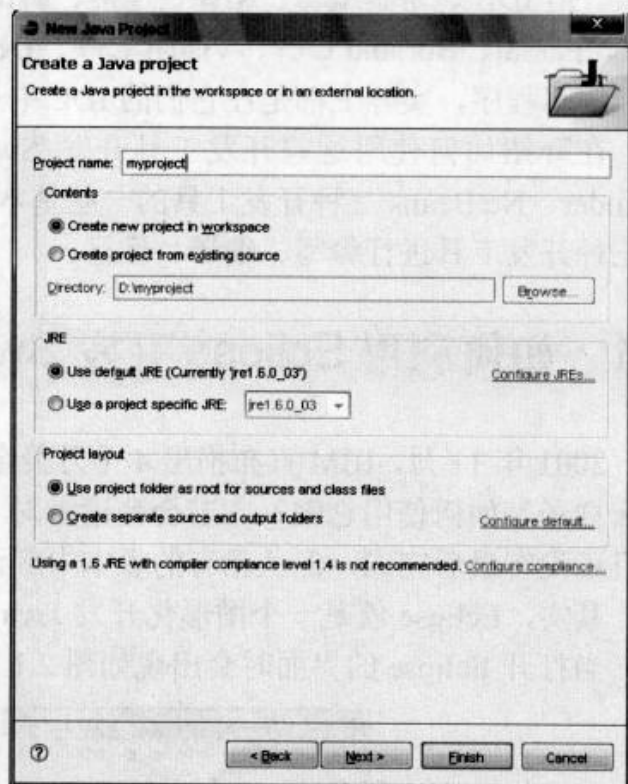 New Java Project
Create a Java project
Create a Java project in the workspace or in an external location.
Project name: myproject
Contents
Create new project in workspace
Create project from existing source
Directory: D:\myproject Browse...
JRE
Use default JRE (Currently 'jre1.6.0_03') Configure JREs...
Use a project specific JRE: jre1.6.0_03
Project layout
Use project folder as root for sources and class files
Create separate source and output folders Configure default...
Using a 1.6 JRE with compiler compliance level 1.4 is not recommended. Configure compliance...
< Back Next > Finish Cancel